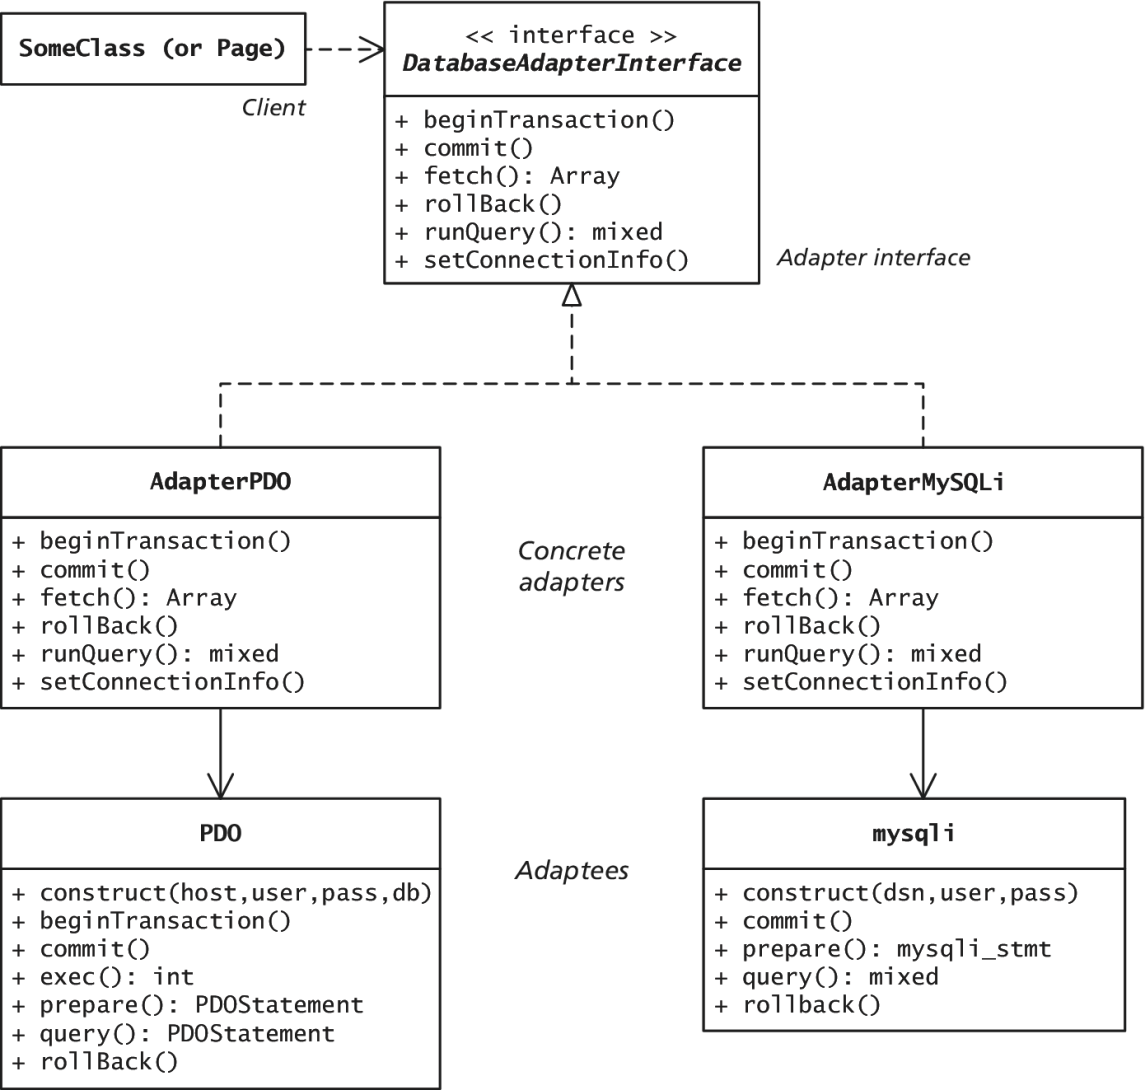 SomeClass (or Page)
Client
<< interface >>
DatabaseAdapterInterface
+ beginTransaction()
+ commit()
+ fetch(): Array
+ rollBack()
+ runQuery(): mixed
+ setConnectionInfo()
Adapter interface
AdapterPDO
+ beginTransaction()
+ commit()
+ fetch(): Array
+ rollBack()
+ runQuery(): mixed
+ setConnectionInfo()
Concrete
adapters
AdapterMySQLi
+ beginTransaction()
+ commit()
+ fetch(): Array
+ rollBack()
+ runQuery(): mixed
+ setConnectionInfo()
PDO
+ construct(host,user,pass,db)
+ beginTransaction()
+ commit()
+ exec(): int
+ prepare(): PDOStatement
+ query(): PDOStatement
+ rollBack()
Adaptees
mysqli
+ construct(dsn,user,pass)
+ commit()
+ prepare(): mysqli_stmt
+ query(): mixed
+ rollback()